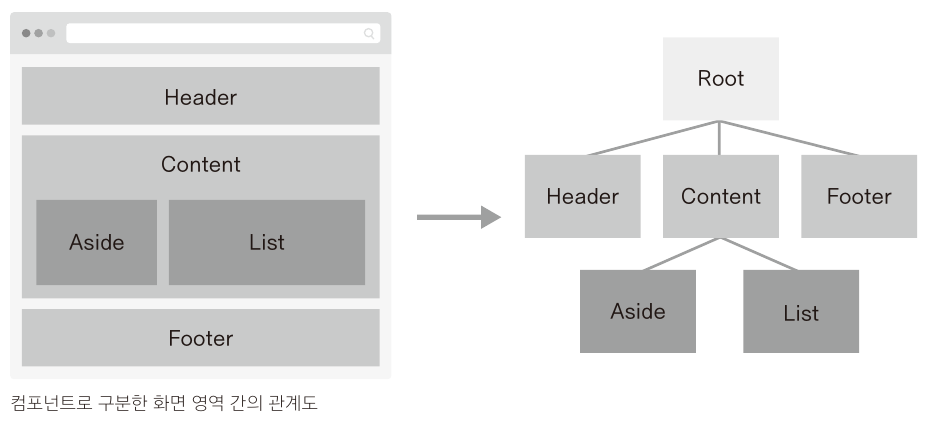 Header
Content
Aside
List
Footer
Root
Header
Content
Footer
Aside
List
컴포넌트로 구분한 화면 영역 간의 관계도